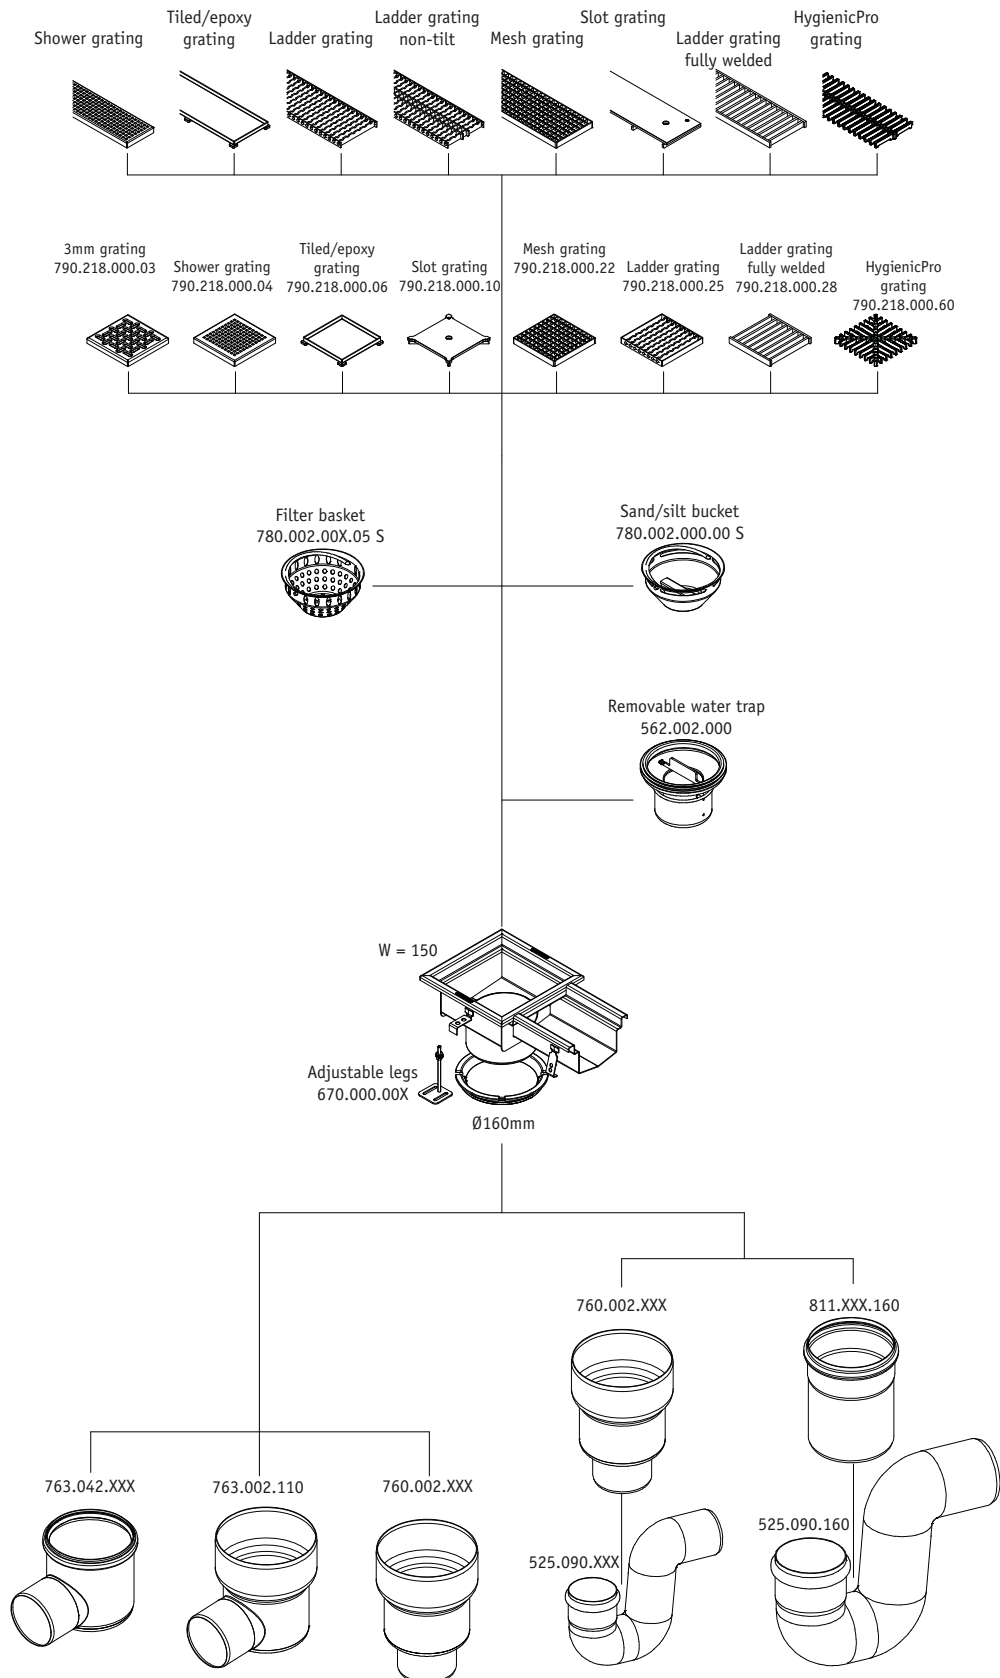 Shower grating
Tiled/epoxy
grating
Ladder grating
Ladder grating
non-tilt
Mesh grating
Slot grating
Ladder grating
fully welded
HygienicPro
grating
3mm grating
790.218.000.03
Shower grating
790.218.000.04
Tiled/epoxy
grating
790.218.000.06
Slot grating
790.218.000.10
Mesh grating
790.218.000.22
Ladder grating
790.218.000.25
Ladder grating
fully welded
790.218.000.28
HygienicPro
grating
790.218.000.60
Filter basket
780.002.00X.05 S
Sand/silt bucket
780.002.000.00 S
Removable water trap
562.002.000
W = 150
Adjustable legs
670.000.00X
Ø160mm
760.002.XXX
811.XXX.160
763.042.XXX
763.002.110
760.002.XXX
525.090.XXX
525.090.160